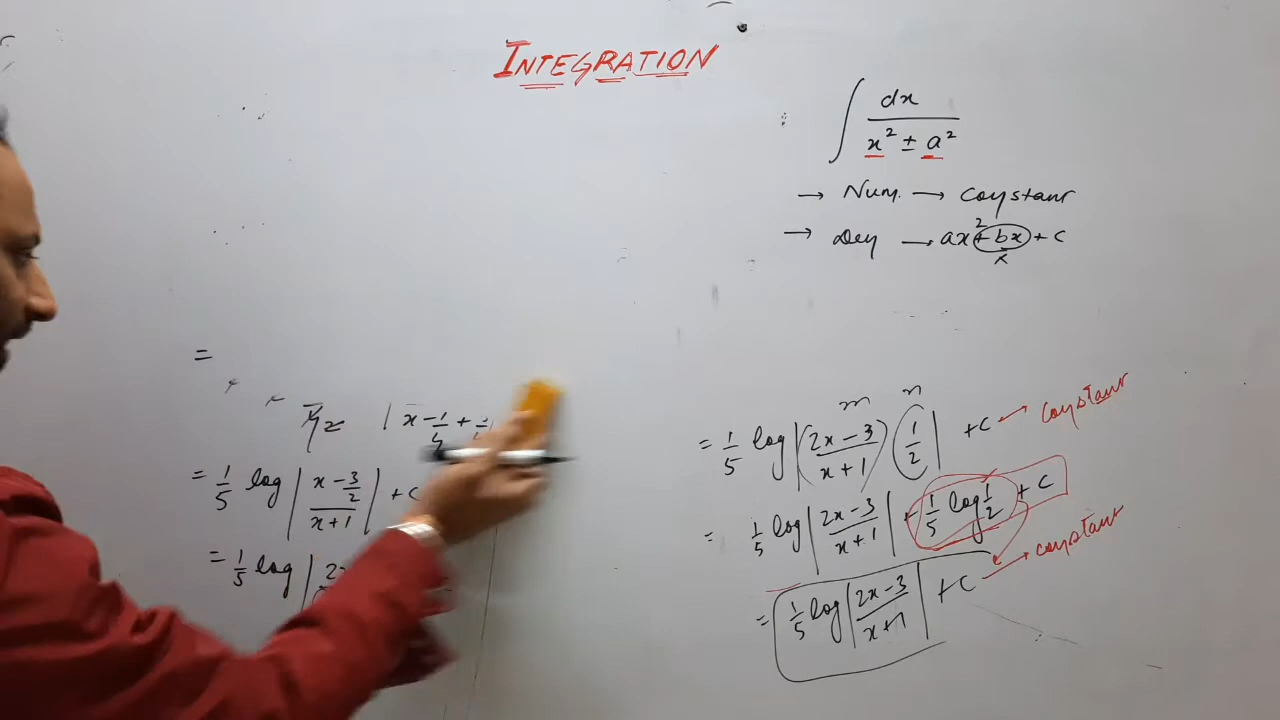 INTEGRATION
∫ dx / x² ± a²
→ Num. → Constant
→ Den → ax² + bx + c
x
=
| x - 1/4 +
= 1/5 log | (x - 3/2) / (x + 1) | + C
= 1/5 log |
m n
= 1/5 log | ((2x - 3) / (x + 1)) (1/2) | + C → Constant
= 1/5 log | (2x - 3) / (x + 1) | + 1/5 log 1/2 + C
= 1/5 log | (2x - 3) / (x + 1) | + C → Constant